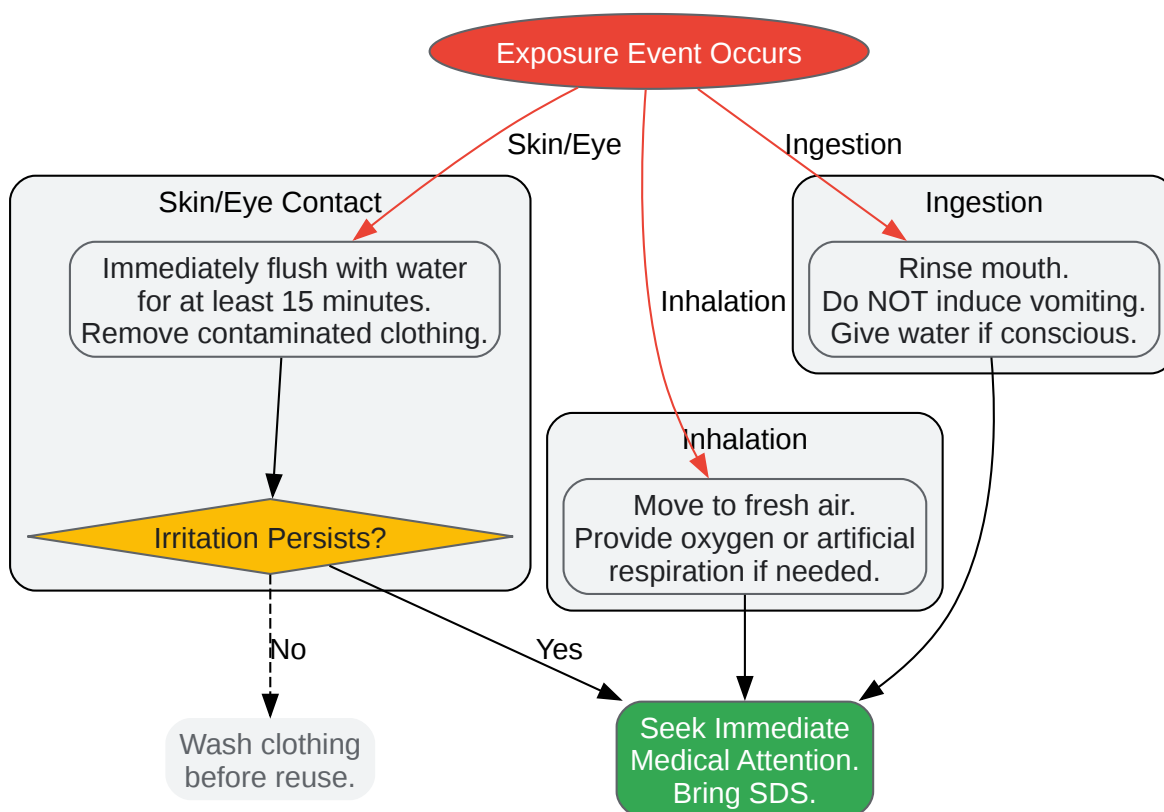 Exposure Event Occurs
Skin/Eye
Ingestion
Inhalation
Skin/Eye Contact
Immediately flush with water
for at least 15 minutes.
Remove contaminated clothing.
Irritation Persists?
Ingestion
Rinse mouth.
Do NOT induce vomiting.
Give water if conscious.
Inhalation
Move to fresh air.
Provide oxygen or artificial
respiration if needed.
No
Yes
Wash clothing
before reuse.
Seek Immediate
Medical Attention.
Bring SDS.